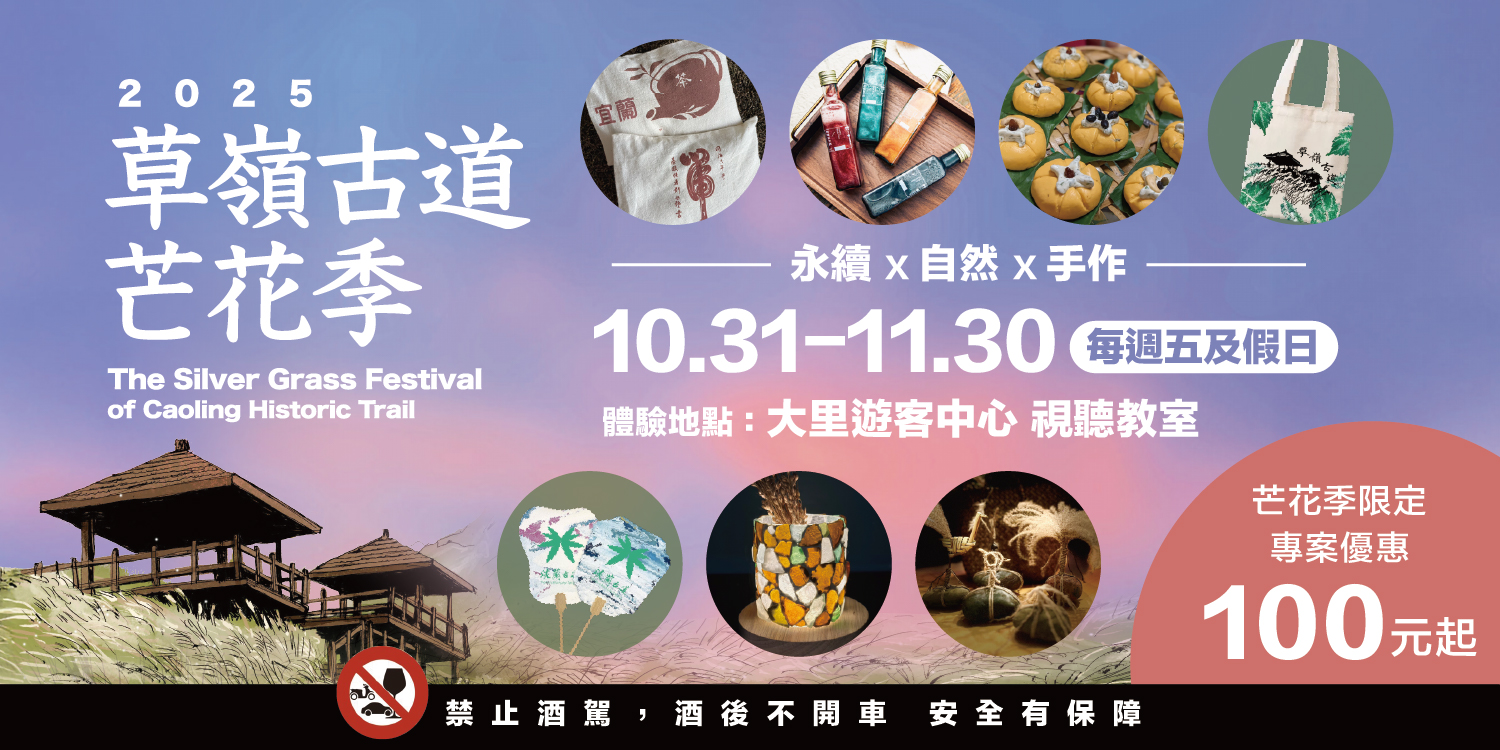 2025
草嶺古道
芒花季
The Silver Grass Festival
of Caoling Historic Trail
茶
宜蘭
草嶺古
永續 x 自然 x 手作
10.31-11.30 每週五及假日
體驗地點：大里遊客中心 視聽教室
芒花季限定
專案優惠
100元起
禁止酒駕，酒後不開車 安全有保障